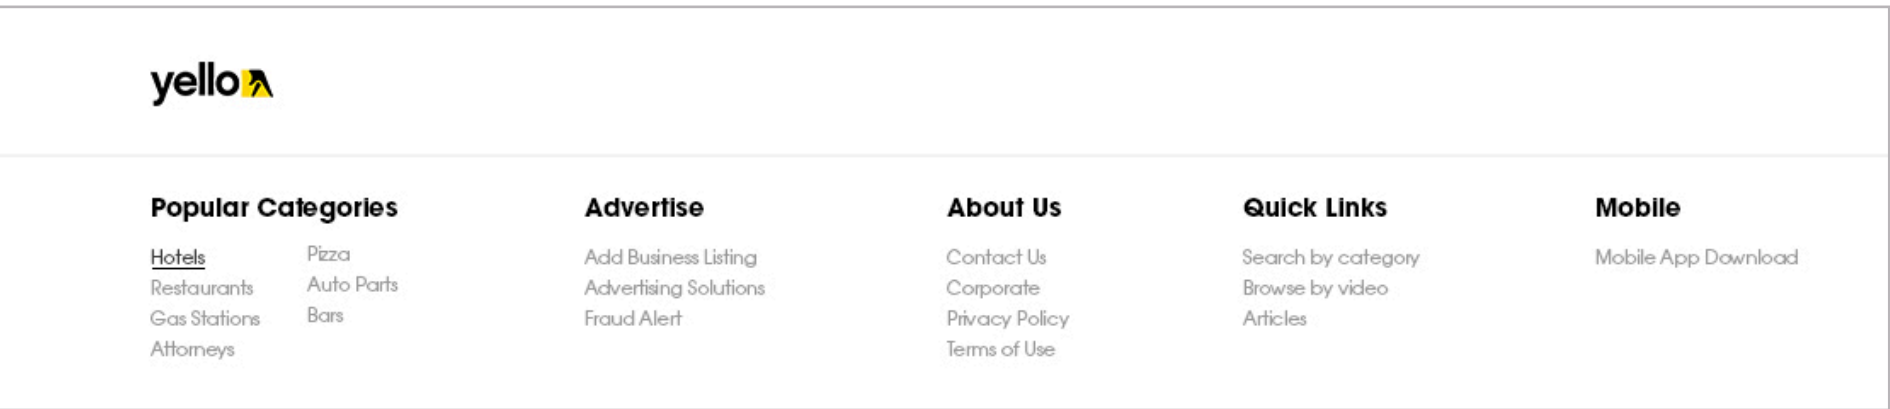 yello
Popular Categories
Hotels
Restaurants
Gas Stations
Attorneys
Pizza
Auto Parts
Bars
Advertise
Add Business Listing
Advertising Solutions
Fraud Alert
About Us
Contact Us
Corporate
Privacy Policy
Terms of Use
Quick Links
Search by category
Browse by video
Articles
Mobile
Mobile App Download